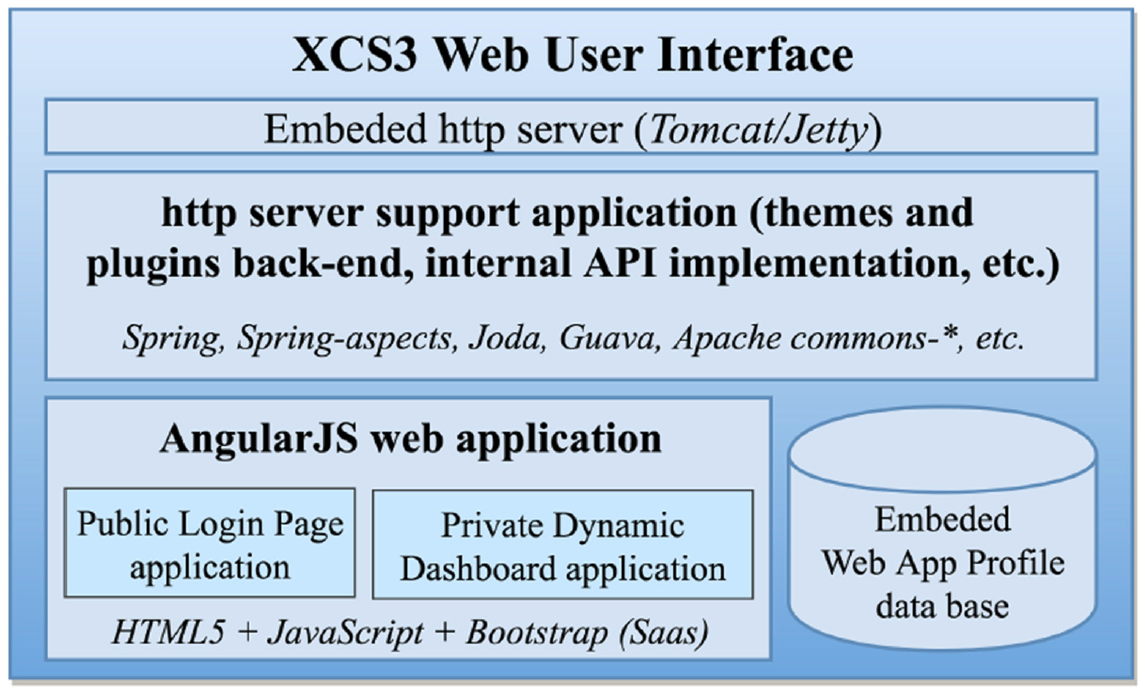 XCS3 Web User Interface
Embeded http server (Tomcat/Jetty)
http server support application (themes and
plugins back-end, internal API implementation, etc.)
Spring, Spring-aspects, Joda, Guava, Apache commons-*, etc.
AngularJS web application
Public Login Page
application
Private Dynamic
Dashboard application
HTML5 + JavaScript + Bootstrap (Saas)
Embeded
Web App Profile
data base